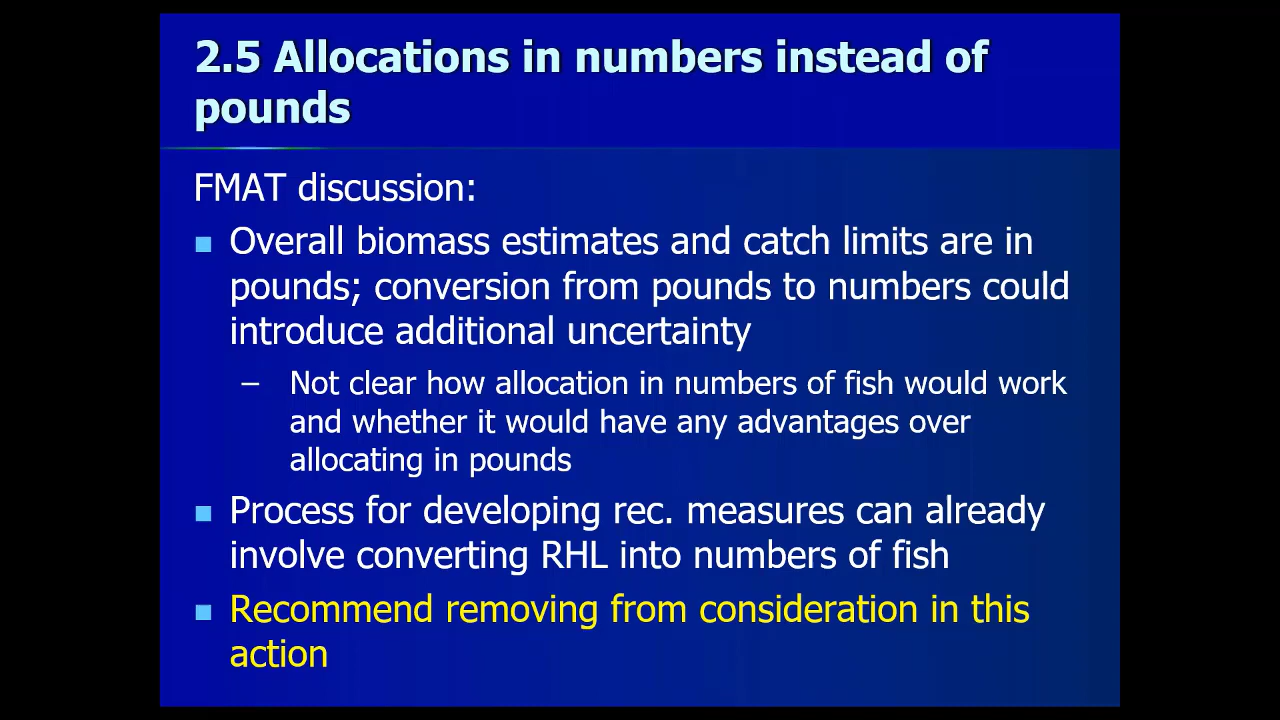 2.5 Allocations in numbers instead of
pounds
FMAT discussion:
Overall biomass estimates and catch limits are in
pounds; conversion from pounds to numbers could
introduce additional uncertainty
– Not clear how allocation in numbers of fish would work
and whether it would have any advantages over
allocating in pounds
Process for developing rec. measures can already
involve converting RHL into numbers of fish
Recommend removing from consideration in this
action